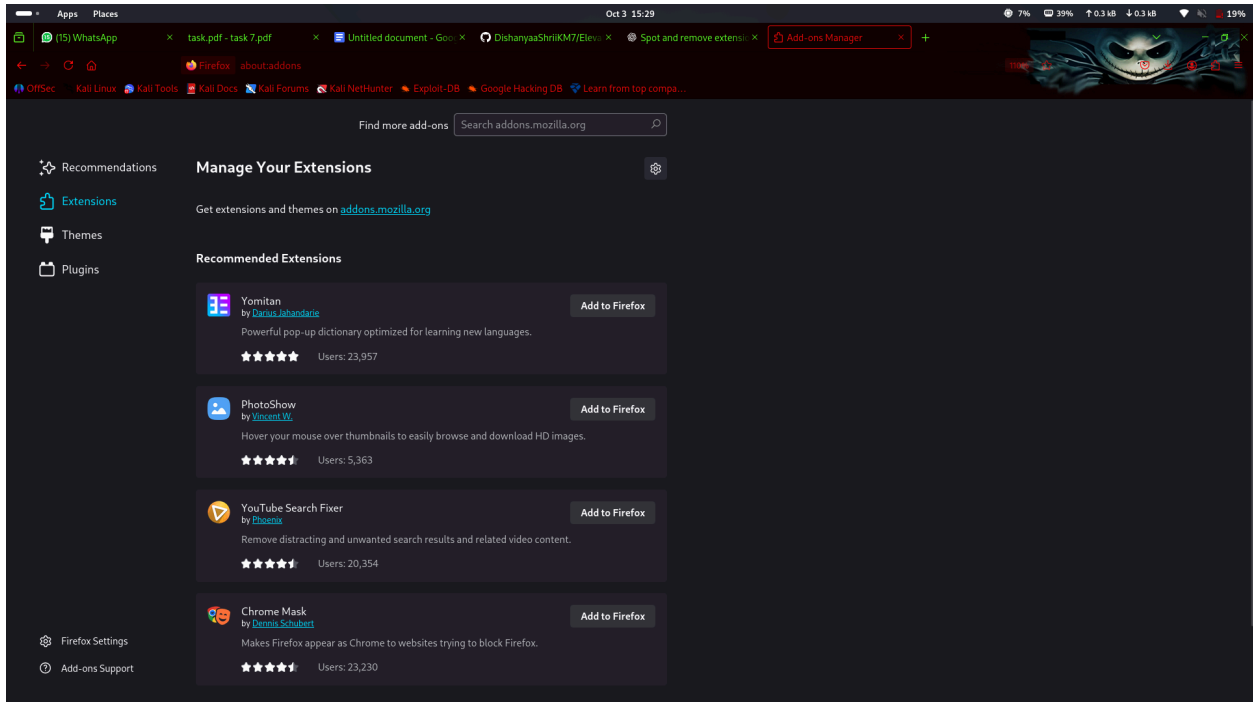 Apps Places
Oct 3 15:29
7% 39% ↑ 0.3 kB ↓ 0.3 kB 19%
(15) WhatsApp
task.pdf - task 7.pdf
Untitled document - Goo
DishanyaaShriiKM7/Eleva
Spot and remove extensio
Add-ons Manager
Firefox about:addons
110%
OffSec Kali Linux Kali Tools Kali Docs Kali Forums Kali NetHunter Exploit-DB Google Hacking DB Learn from top compa...
Find more add-ons Search addons.mozilla.org
Recommendations
Extensions
Themes
Plugins
Manage Your Extensions
Get extensions and themes on addons.mozilla.org
Recommended Extensions
Yomitan
by Darius Jahandarie
Add to Firefox
Powerful pop-up dictionary optimized for learning new languages.
Users: 23,957
PhotoShow
by Vincent W.
Add to Firefox
Hover your mouse over thumbnails to easily browse and download HD images.
Users: 5,363
YouTube Search Fixer
by Phoenix
Add to Firefox
Remove distracting and unwanted search results and related video content.
Users: 20,354
Chrome Mask
by Dennis Schubert
Add to Firefox
Makes Firefox appear as Chrome to websites trying to block Firefox.
Users: 23,230
Firefox Settings
Add-ons Support